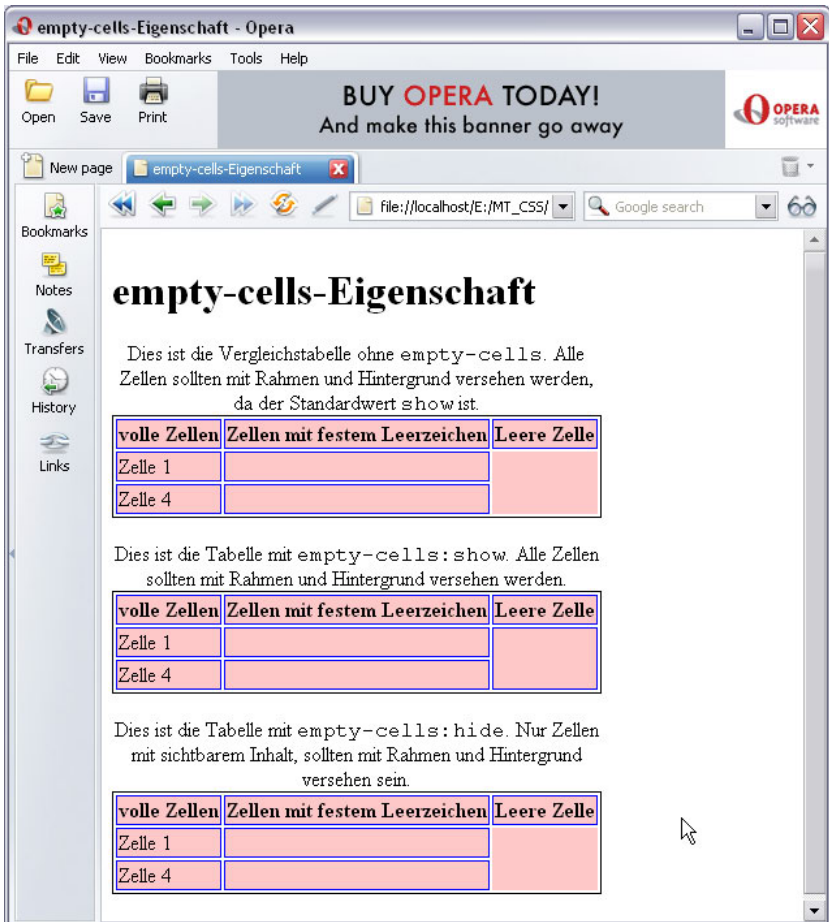 empty-cells-Eigenschaft - Opera
File Edit View Bookmarks Tools Help
Open Save Print
BUY OPERA TODAY!
And make this banner go away
OPERA
software
New page empty-cells-Eigenschaft
file://localhost/E:/MT_CSS/ Google search
Bookmarks
Notes
Transfers
History
Links
empty-cells-Eigenschaft
Dies ist die Vergleichstabelle ohne empty-cells. Alle
Zellen sollten mit Rahmen und Hintergrund versehen werden,
da der Standardwert show ist.
volle Zellen Zellen mit festem Leerzeichen Leere Zelle
Zelle 1
Zelle 4
Dies ist die Tabelle mit empty-cells:show. Alle Zellen
sollten mit Rahmen und Hintergrund versehen werden.
volle Zellen Zellen mit festem Leerzeichen Leere Zelle
Zelle 1
Zelle 4
Dies ist die Tabelle mit empty-cells:hide. Nur Zellen
mit sichtbarem Inhalt, sollten mit Rahmen und Hintergrund
versehen sein.
volle Zellen Zellen mit festem Leerzeichen Leere Zelle
Zelle 1
Zelle 4